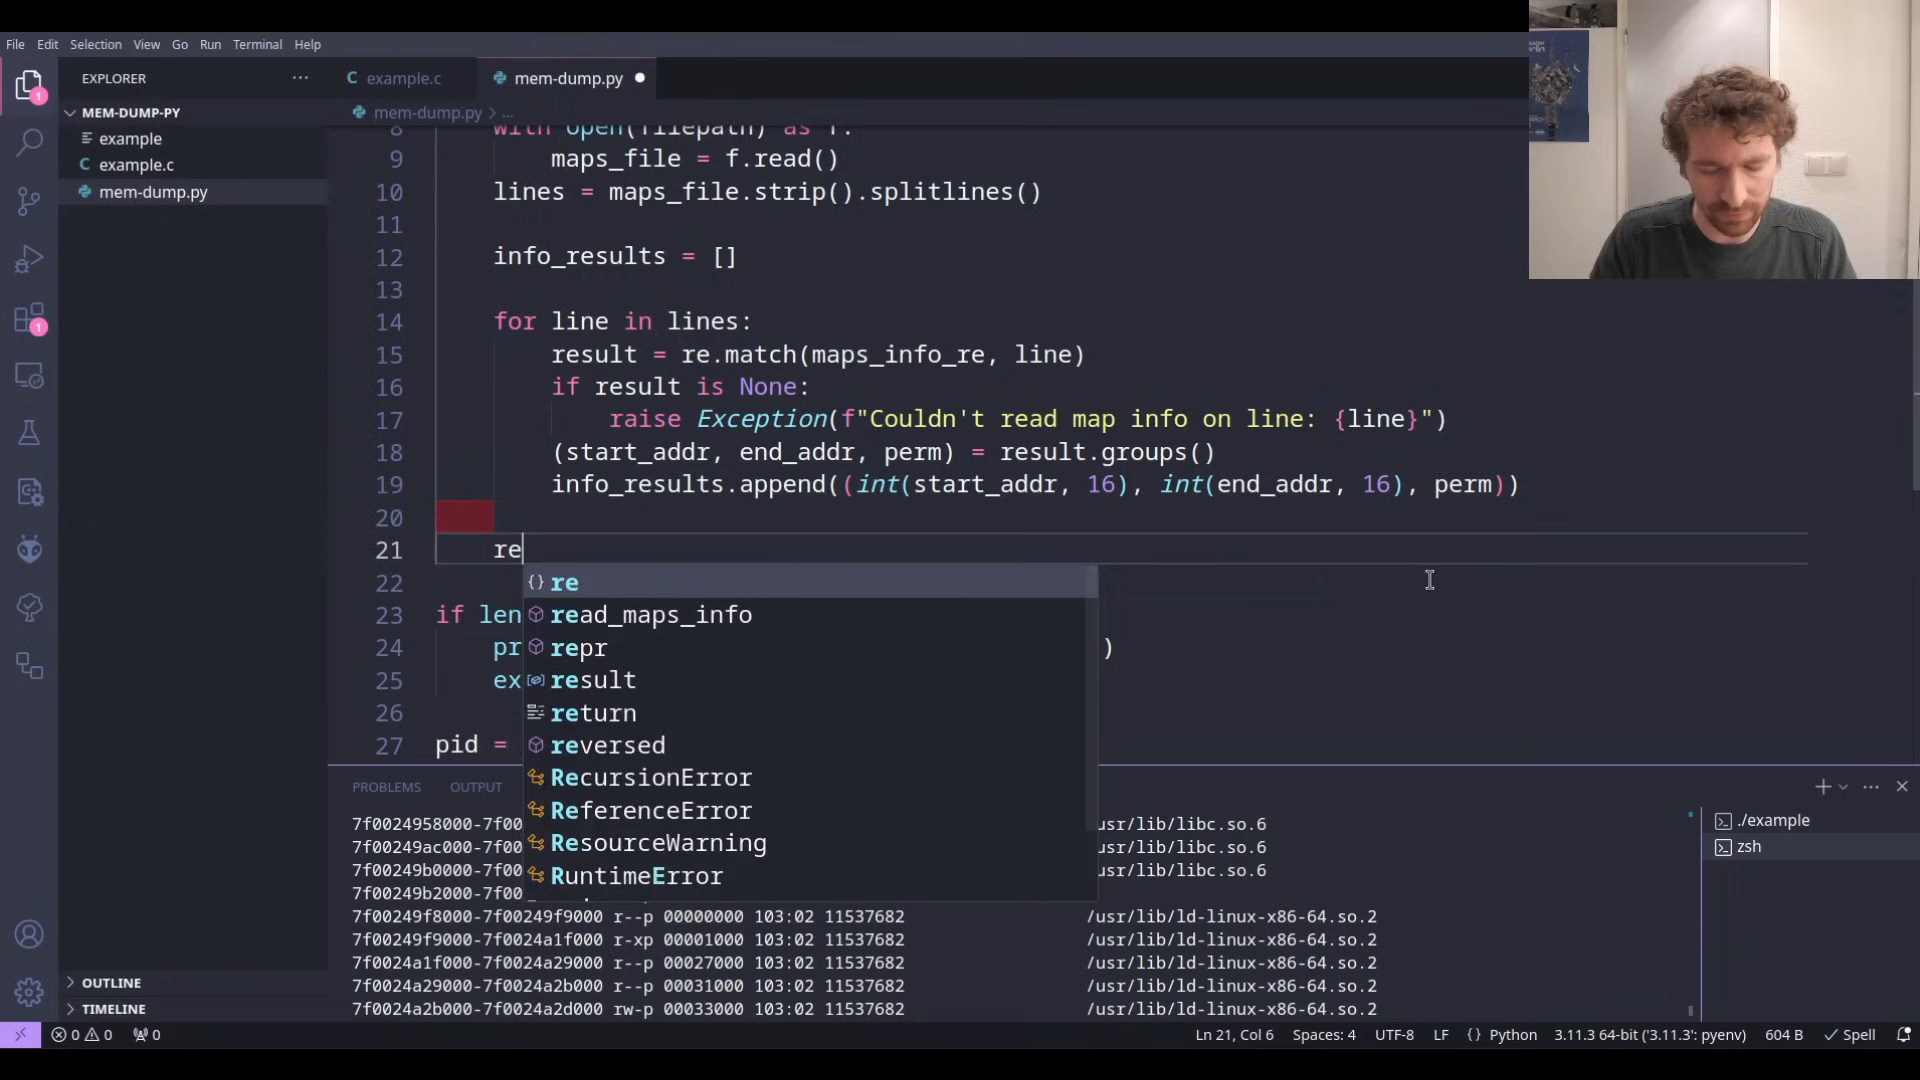 File Edit Selection View Go Run Terminal Help
EXPLORER
example.c
mem-dump.py
MEM-DUMP-PY
example
example.c
mem-dump.py
mem-dump.py > ...
8 with open(filepath) as f:
9 maps_file = f.read()
10 lines = maps_file.strip().splitlines()
11
12 info_results = []
13
14 for line in lines:
15 result = re.match(maps_info_re, line)
16 if result is None:
17 raise Exception(f"Couldn't read map info on line: {line}")
18 (start_addr, end_addr, perm) = result.groups()
19 info_results.append((int(start_addr, 16), int(end_addr, 16), perm))
20
21 re
22 re
23 if len read_maps_info
24 pr repr )
25 ex result
26 return
27 pid = reversed
RecursionError
ReferenceError
ResourceWarning
RuntimeError
PROBLEMS OUTPUT
7f0024958000-7f00 usr/lib/libc.so.6
7f00249ac000-7f00 usr/lib/libc.so.6
7f00249b0000-7f00 usr/lib/libc.so.6
7f00249b2000-7f00
7f00249f8000-7f00249f9000 r--p 00000000 103:02 11537682 /usr/lib/ld-linux-x86-64.so.2
7f00249f9000-7f0024a1f000 r-xp 00001000 103:02 11537682 /usr/lib/ld-linux-x86-64.so.2
7f0024a1f000-7f0024a29000 r--p 00027000 103:02 11537682 /usr/lib/ld-linux-x86-64.so.2
7f0024a29000-7f0024a2b000 r--p 00031000 103:02 11537682 /usr/lib/ld-linux-x86-64.so.2
7f0024a2b000-7f0024a2d000 rw-p 00033000 103:02 11537682 /usr/lib/ld-linux-x86-64.so.2
./example
zsh
OUTLINE
TIMELINE
0 0 0 Ln 21, Col 6 Spaces: 4 UTF-8 LF {} Python 3.11.3 64-bit ('3.11.3': pyenv) 604 B Spell